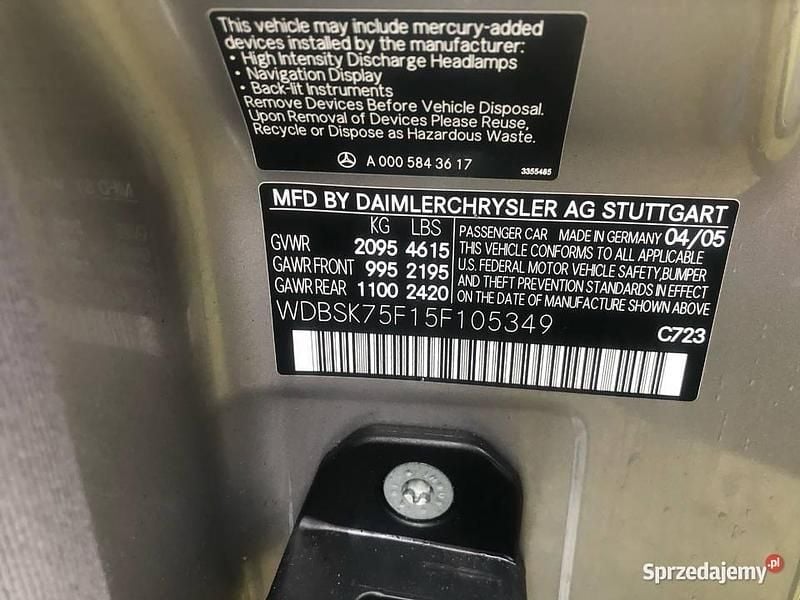 This vehicle may include mercury-added
devices installed by the manufacturer:
• High Intensity Discharge Headlamps
• Navigation Display
• Back-lit Instruments
Remove Devices Before Vehicle Disposal.
Upon Removal of Devices Please Reuse,
Recycle or Dispose as Hazardous Waste.
A 000 584 36 17
3355485
MFD BY DAIMLERCHRYSLER AG STUTTGART
KG LBS
GVWR 2095 4615
GAWR FRONT 995 2195
GAWR REAR 1100 2420
PASSENGER CAR MADE IN GERMANY 04/05
THIS VEHICLE CONFORMS TO ALL APPLICABLE
U.S. FEDERAL MOTOR VEHICLE SAFETY,BUMPER
AND THEFT PREVENTION STANDARDS IN EFFECT
ON THE DATE OF MANUFACTURE SHOWN ABOVE
WDBSK75F15F105349
C723
Sprzedajemy.pl